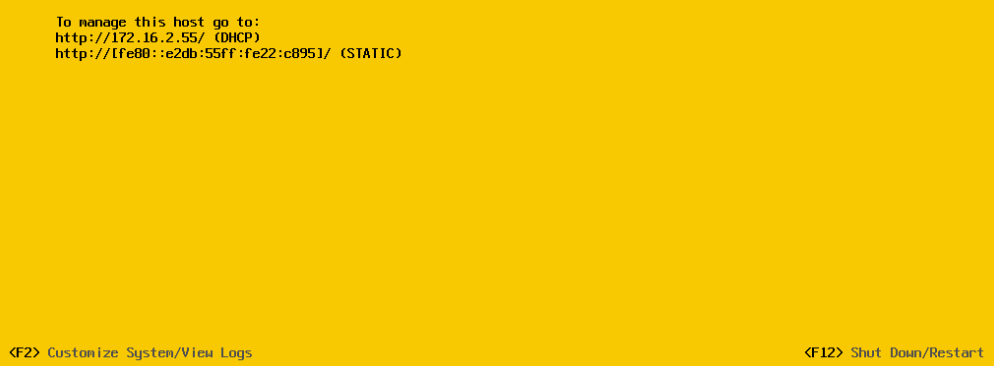 To manage this host go to:
http://172.16.2.55/ (DHCP)
http://[fe80::e2db:55ff:fe22:c895]/ (STATIC)
<F2> Customize System/View Logs
<F12> Shut Down/Restart